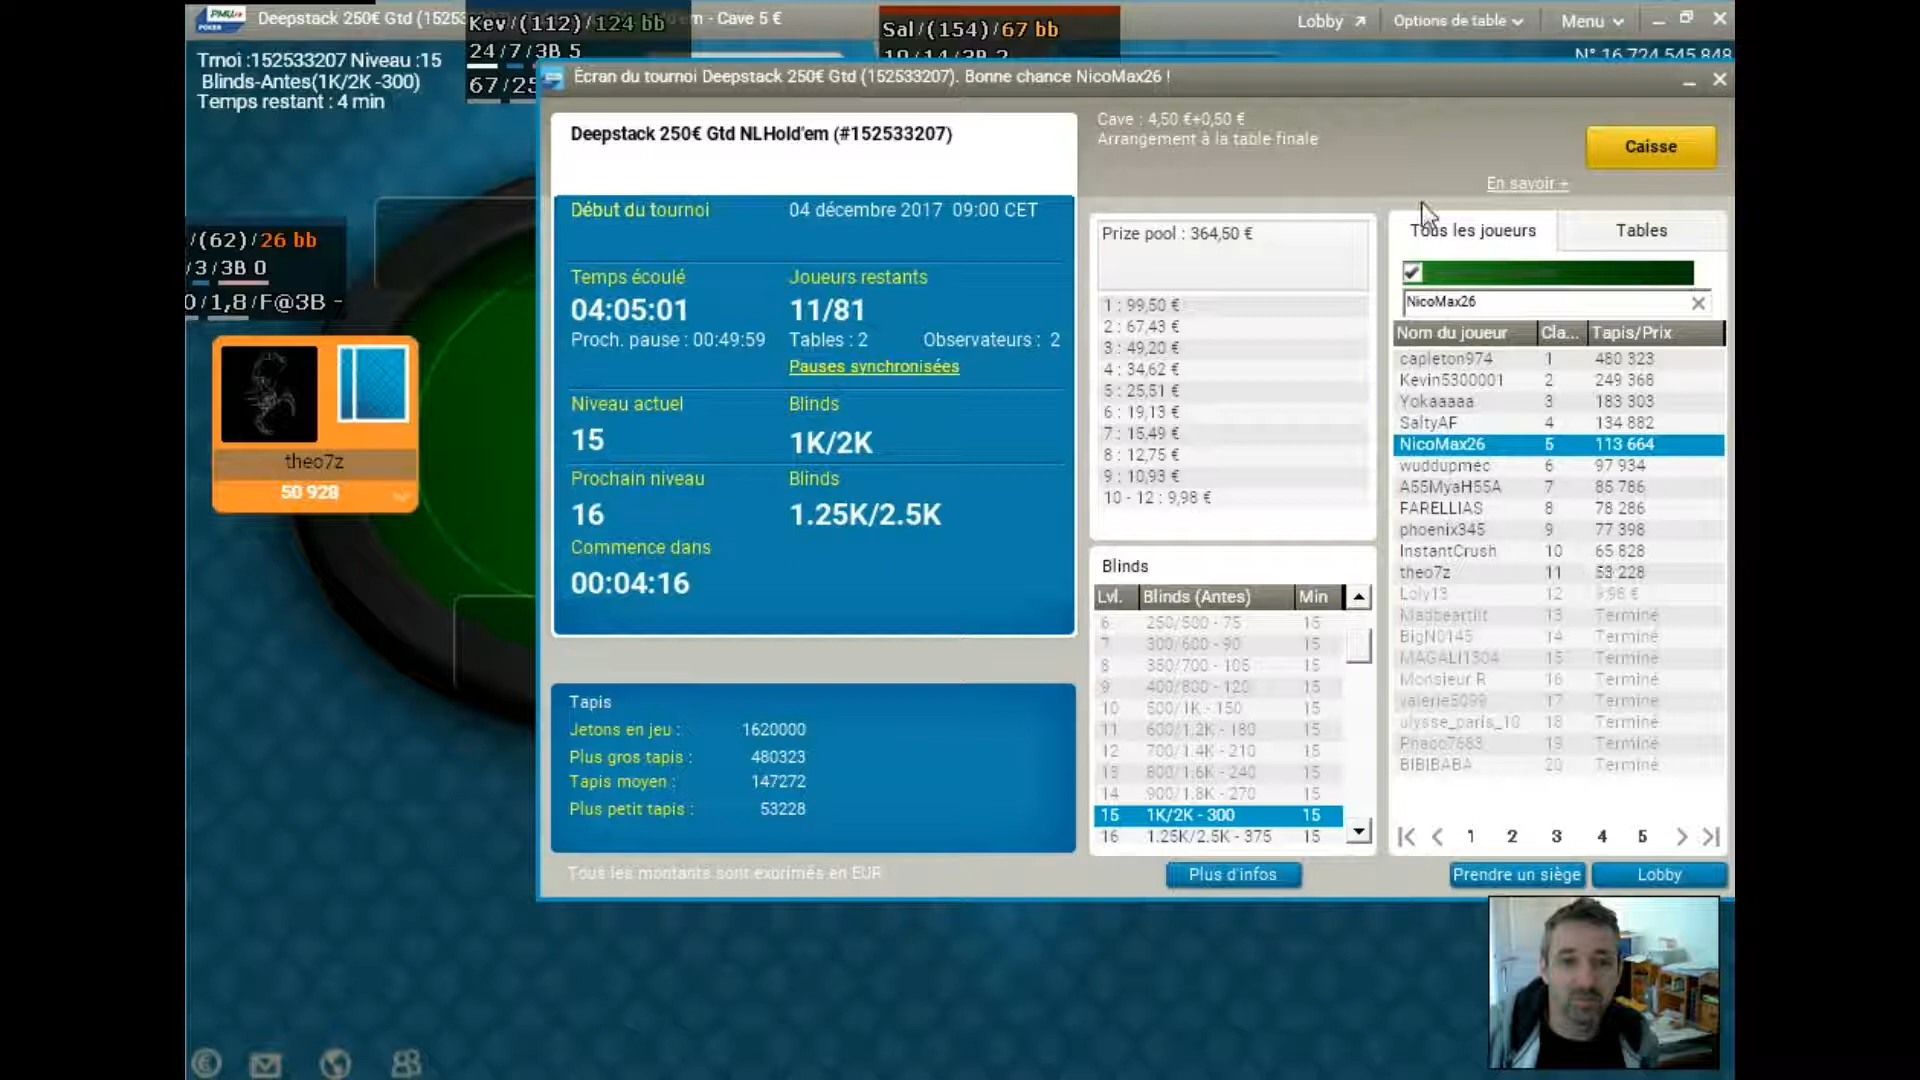 PMU.fr
POKER
Deepstack 250€ Gtd (15253
- Cave 5 €
Kev/(112)/124 bb
24/7/3B 5
67/25
Sal/(154)/67 bb
19/14/3B 2
Lobby
Options de table
Menu
N° 16 724 545 848
Trnoi :152533207 Niveau :15
Blinds-Antes(1K/2K -300)
Temps restant : 4 min
/(62)/26 bb
/3/3B 0
0/1,8/F@3B -
theo7z
50 928
Écran du tournoi Deepstack 250€ Gtd (152533207). Bonne chance NicoMax26 !
Deepstack 250€ Gtd NLHold'em (#152533207)
Cave : 4,50 €+0,50 €
Arrangement à la table finale
Caisse
En savoir +
Début du tournoi
04 décembre 2017 09:00 CET
Temps écoulé
04:05:01
Joueurs restants
11/81
Proch. pause : 00:49:59
Tables : 2
Observateurs : 2
Pauses synchronisées
Niveau actuel
15
Blinds
1K/2K
Prochain niveau
16
Blinds
1.25K/2.5K
Commence dans
00:04:16
Tapis
Jetons en jeu : 1620000
Plus gros tapis : 480323
Tapis moyen : 147272
Plus petit tapis : 53228
Tous les montants sont exprimés en EUR
Prize pool : 364,50 €
1 : 99,50 €
2 : 67,43 €
3 : 49,20 €
4 : 34,62 €
5 : 25,51 €
6 : 19,13 €
7 : 15,49 €
8 : 12,75 €
9 : 10,93 €
10 - 12 : 9,98 €
Blinds
Lvl. Blinds (Antes) Min
6 250/500 - 75 15
7 300/600 - 90 15
8 350/700 - 105 15
9 400/800 - 120 15
10 500/1K - 150 15
11 600/1.2K - 180 15
12 700/1.4K - 210 15
13 800/1.6K - 240 15
14 900/1.8K - 270 15
15 1K/2K - 300 15
16 1.25K/2.5K - 375 15
Plus d'infos
Tous les joueurs
Tables
NicoMax26
Nom du joueur Cla... Tapis/Prix
capleton974 1 480 323
Kevin5300001 2 249 368
Yokaaaaa 3 183 303
SaltyAF 4 134 882
NicoMax26 5 113 664
wuddupmec 6 97 934
A55MyaH55A 7 85 786
FARELLIAS 8 78 286
phoenix345 9 77 398
InstantCrush 10 65 828
theo7z 11 53 228
Loly13 12 9,98 €
Madbeartilt 13 Terminé
BigN0145 14 Terminé
MAGALI1304 15 Terminé
Monsieur R 16 Terminé
valerie5099 17 Terminé
ulysse_paris_10 18 Terminé
19 Terminé
BIBIBABA 20 Terminé
1 2 3 4 5
Prendre un siège
Lobby